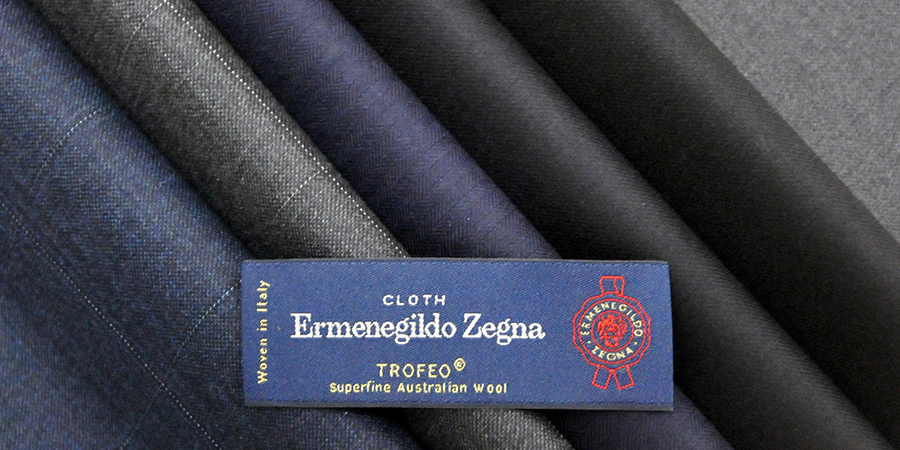 Woven in Italy
CLOTH
Ermenegildo Zegna
TROFEO®
Superfine Australian Wool
ERMENEGILDO
ZEGNA